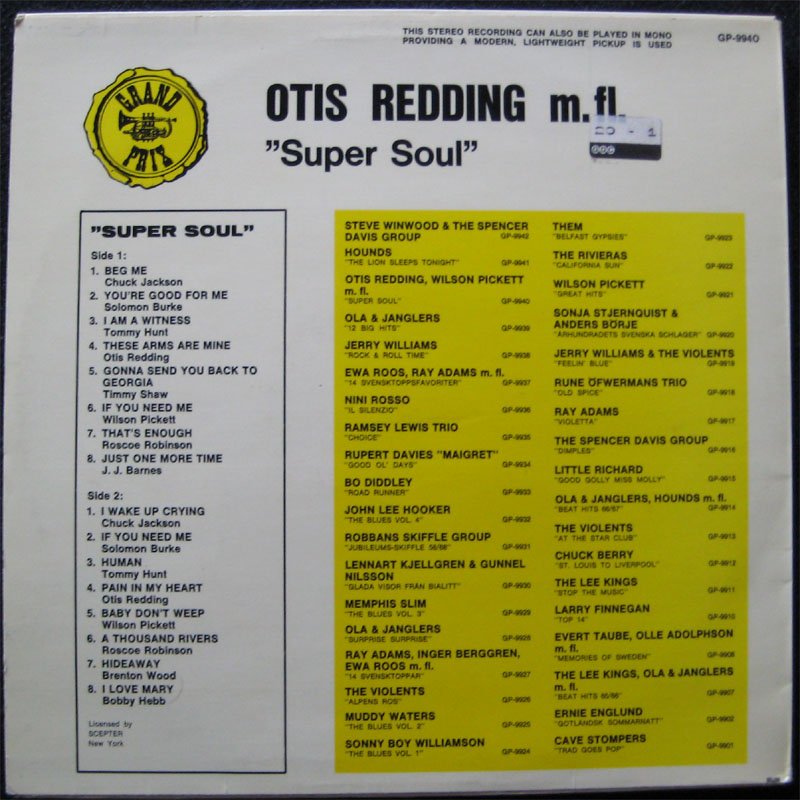 THIS STEREO RECORDING CAN ALSO BE PLAYED IN MONO
PROVIDING A MODERN, LIGHTWEIGHT PICKUP IS USED
GP-9940
GRAND
PRIX
OTIS REDDING m.fl.
"Super Soul"
"SUPER SOUL"
Side 1:
1. BEG ME
Chuck Jackson
2. YOU'RE GOOD FOR ME
Solomon Burke
3. I AM A WITNESS
Tommy Hunt
4. THESE ARMS ARE MINE
Otis Redding
5. GONNA SEND YOU BACK TO
GEORGIA
Timmy Shaw
6. IF YOU NEED ME
Wilson Pickett
7. THAT'S ENOUGH
Roscoe Robinson
8. JUST ONE MORE TIME
J. J. Barnes
Side 2:
1. I WAKE UP CRYING
Chuck Jackson
2. IF YOU NEED ME
Solomon Burke
3. HUMAN
Tommy Hunt
4. PAIN IN MY HEART
Otis Redding
5. BABY DON'T WEEP
Wilson Pickett
6. A THOUSAND RIVERS
Roscoe Robinson
7. HIDEAWAY
Brenton Wood
8. I LOVE MARY
Bobby Hebb
Licensed by
SCEPTER
New York
STEVE WINWOOD & THE SPENCER
DAVIS GROUP GP-9942
HOUNDS
"THE LION SLEEPS TONIGHT" GP-9941
OTIS REDDING, WILSON PICKETT
m. fl.
"SUPER SOUL" GP-9940
OLA & JANGLERS
"12 BIG HITS" GP-9939
JERRY WILLIAMS
"ROCK & ROLL TIME" GP-9938
EWA ROOS, RAY ADAMS m. fl.
"14 SVENSKTOPPSFAVORITER" GP-9937
NINI ROSSO
"IL SILENZIO" GP-9936
RAMSEY LEWIS TRIO
"CHOICE" GP-9935
RUPERT DAVIES "MAIGRET"
"GOOD OL' DAYS" GP-9934
BO DIDDLEY
"ROAD RUNNER" GP-9933
JOHN LEE HOOKER
"THE BLUES VOL. 4" GP-9932
ROBBANS SKIFFLE GROUP
"JUBILEUMS-SKIFFLE 56/66" GP-9931
LENNART KJELLGREN & GUNNEL
NILSSON
"GLADA VISOR FRÅN BIALITT" GP-9930
MEMPHIS SLIM
"THE BLUES VOL. 3" GP-9929
OLA & JANGLERS
"SURPRISE SURPRISE" GP-9928
RAY ADAMS, INGER BERGGREN,
EWA ROOS m. fl.
"14 SVENSKTOPPAR" GP-9927
THE VIOLENTS
"ALPENS ROS" GP-9926
MUDDY WATERS
"THE BLUES VOL. 2" GP-9925
SONNY BOY WILLIAMSON
"THE BLUES VOL. 1" GP-9924
THEM
"BELFAST GYPSIES" GP-9923
THE RIVIERAS
"CALIFORNIA SUN" GP-9922
WILSON PICKETT
"GREAT HITS" GP-9921
SONJA STJERNQUIST &
ANDERS BÖRJE
"ÅRHUNDRADETS SVENSKA SCHLAGER" GP-9920
JERRY WILLIAMS & THE VIOLENTS
"FEELIN' BLUE" GP-9919
RUNE ÖFWERMANS TRIO
"OLD SPICE" GP-9918
RAY ADAMS
"VIOLETTA" GP-9917
THE SPENCER DAVIS GROUP
"DIMPLES" GP-9916
LITTLE RICHARD
"GOOD GOLLY MISS MOLLY" GP-9915
OLA & JANGLERS, HOUNDS m. fl.
"BEAT HITS 66/67" GP-9914
THE VIOLENTS
"AT THE STAR CLUB" GP-9913
CHUCK BERRY
"ST. LOUIS TO LIVERPOOL" GP-9912
THE LEE KINGS
"STOP THE MUSIC" GP-9911
LARRY FINNEGAN
"TOP 14" GP-9910
EVERT TAUBE, OLLE ADOLPHSON
m. fl.
"MEMORIES OF SWEDEN" GP-9908
THE LEE KINGS, OLA & JANGLERS
m. fl.
"BEAT HITS 65/66" GP-9907
ERNIE ENGLUND
"GOTLÄNDSK SOMMARNATT" GP-9902
CAVE STOMPERS
"TRAD GOES POP" GP-9901